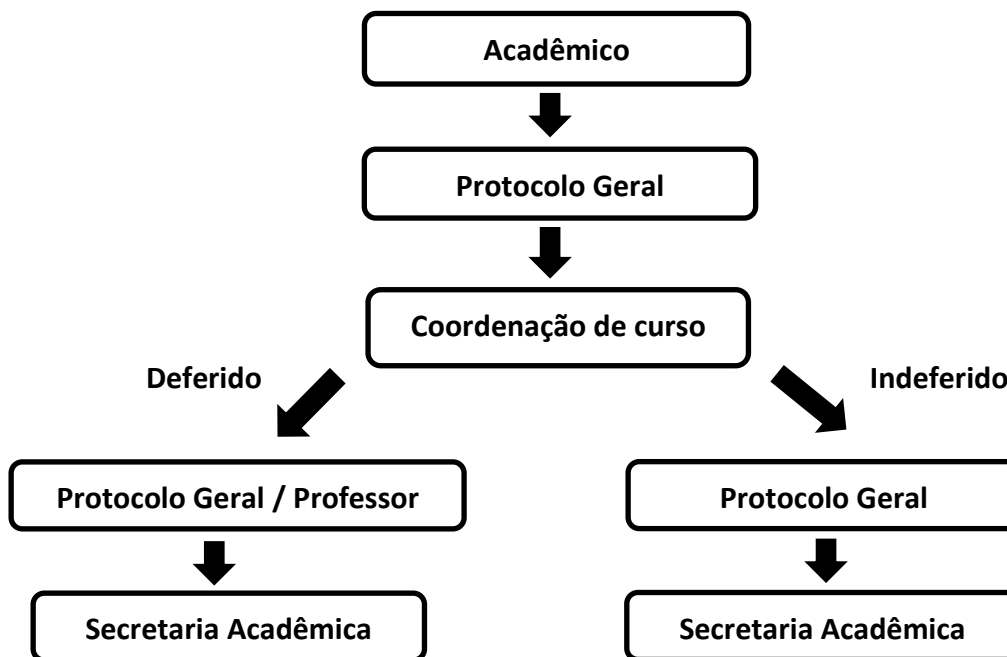 Acadêmico
Protocolo Geral
Coordenação de curso
Deferido
Indeferido
Protocolo Geral / Professor
Protocolo Geral
Secretaria Acadêmica
Secretaria Acadêmica